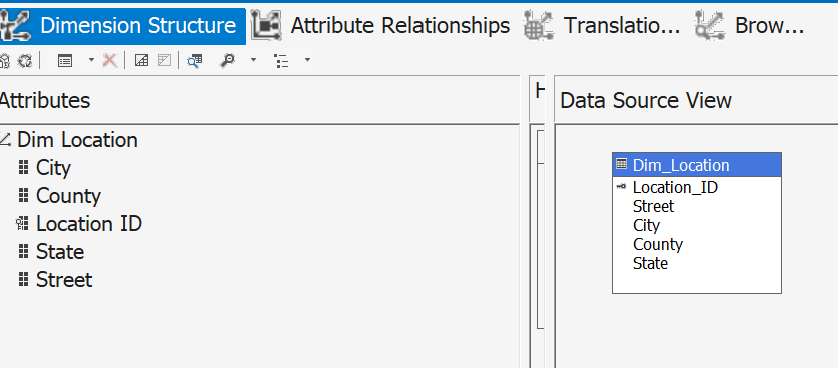 Dimension Structure Attribute Relationships Translatio... Brow...
Attributes
Dim Location
City
County
Location ID
State
Street
H
Data Source View
Dim_Location
Location_ID
Street
City
County
State